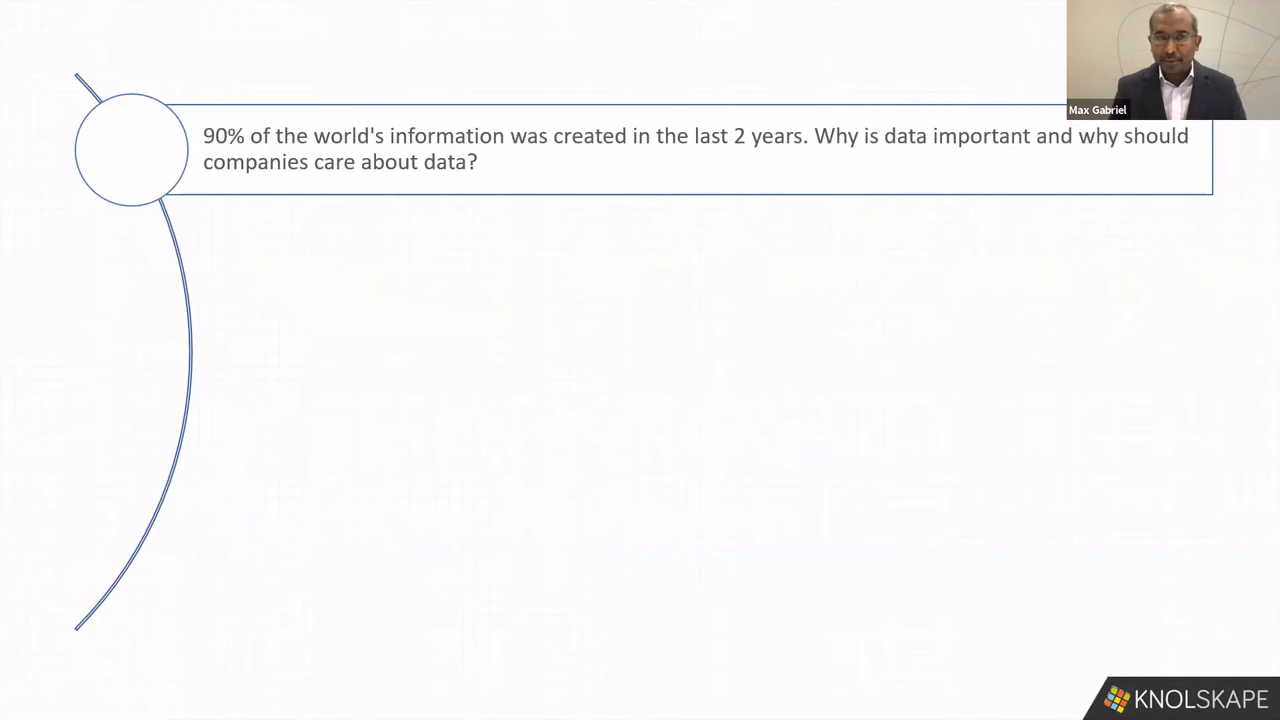 Max Gabriel
90% of the world's information was created in the last 2 years. Why is data important and why should
companies care about data?
KNOLSKAPE